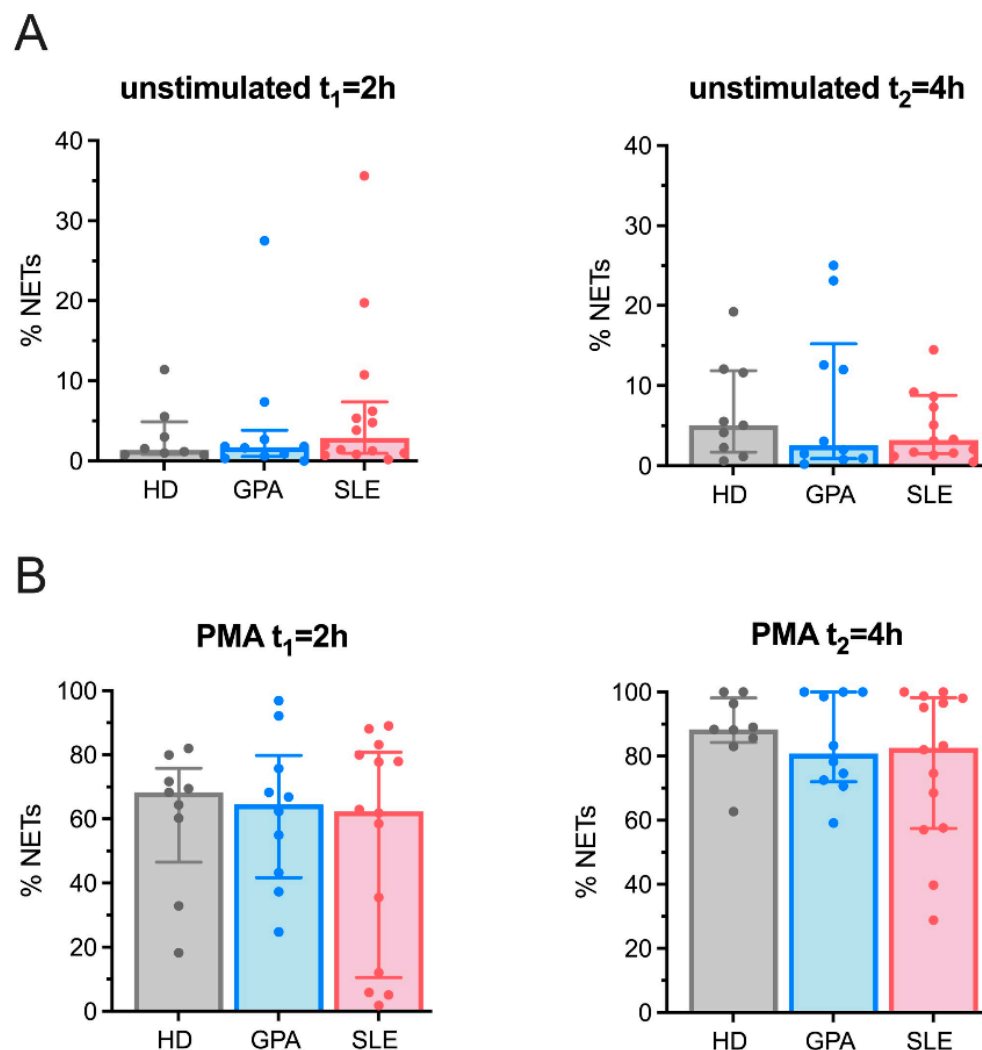 A
unstimulated t1=2h
unstimulated t2=4h
% NETs
40
30
20
10
0
HD GPA SLE
% NETs
40
30
20
10
0
HD GPA SLE
B
PMA t1=2h
PMA t2=4h
% NETs
100
80
60
40
20
0
HD GPA SLE
% NETs
100
80
60
40
20
0
HD GPA SLE